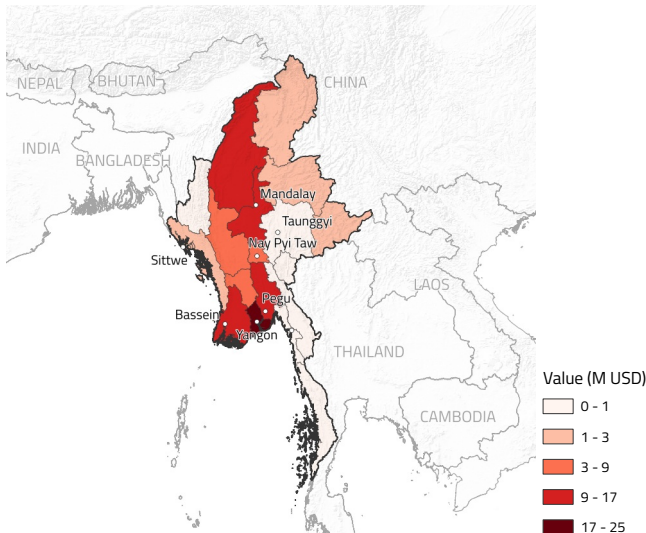 NEPAL
BHUTAN
CHINA
INDIA
BANGLADESH
Mandalay
Taunggyi
Nay Pyi Taw
Sittwe
LAOS
Pegu
Bassein
Yangon
THAILAND
CAMBODIA
Value (M USD)
0 - 1
1 - 3
3 - 9
9 - 17
17 - 25